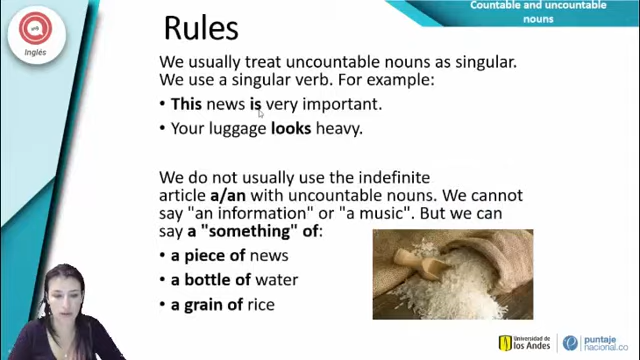 Countable and uncountable
nouns
Inglés
Rules
We usually treat uncountable nouns as singular.
We use a singular verb. For example:
• This news is very important.
• Your luggage looks heavy.
We do not usually use the indefinite
article a/an with uncountable nouns. We cannot
say "an information" or "a music". But we can
say a "something" of:
• a piece of news
• a bottle of water
• a grain of rice
Universidad de
los Andes
puntaje
nacional.co